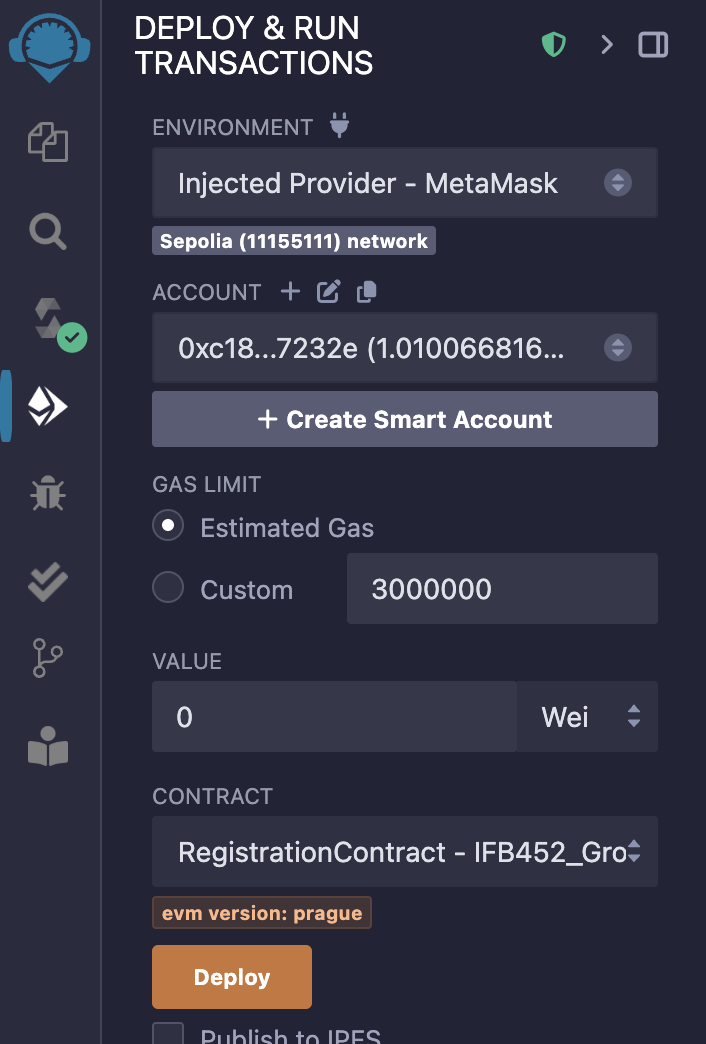 DEPLOY & RUN
TRANSACTIONS
ENVIRONMENT
Injected Provider - MetaMask
Sepolia (11155111) network
ACCOUNT
0xc18...7232e (1.010066816...
+ Create Smart Account
GAS LIMIT
Estimated Gas
Custom
3000000
VALUE
0
Wei
CONTRACT
RegistrationContract - IFB452_Gro
evm version: prague
Deploy
Publish to IPFS